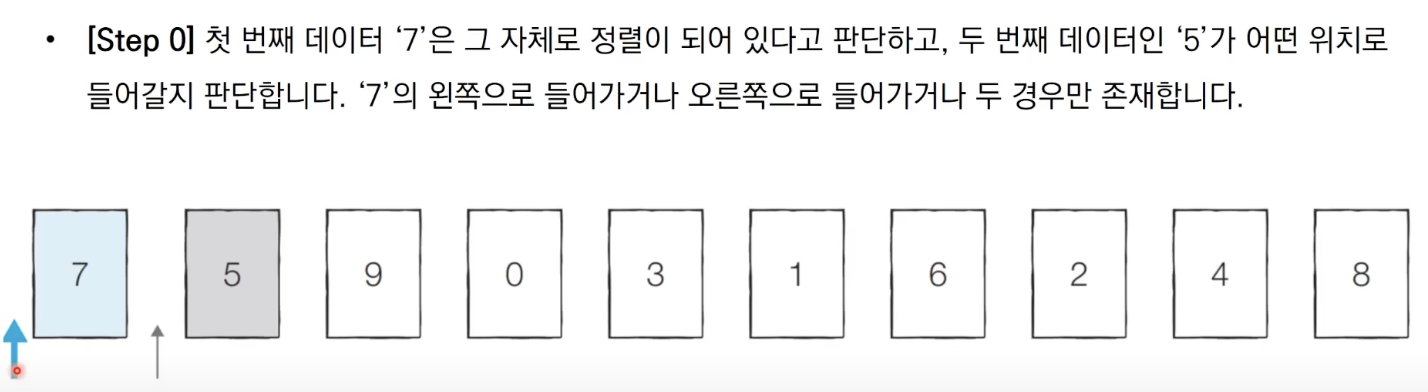 • [Step 0] 첫 번째 데이터 ‘7’은 그 자체로 정렬이 되어 있다고 판단하고, 두 번째 데이터인 ‘5’가 어떤 위치로
들어갈지 판단합니다. ‘7’의 왼쪽으로 들어가거나 오른쪽으로 들어가거나 두 경우만 존재합니다.
7 5 9 0 3 1 6 2 4 8